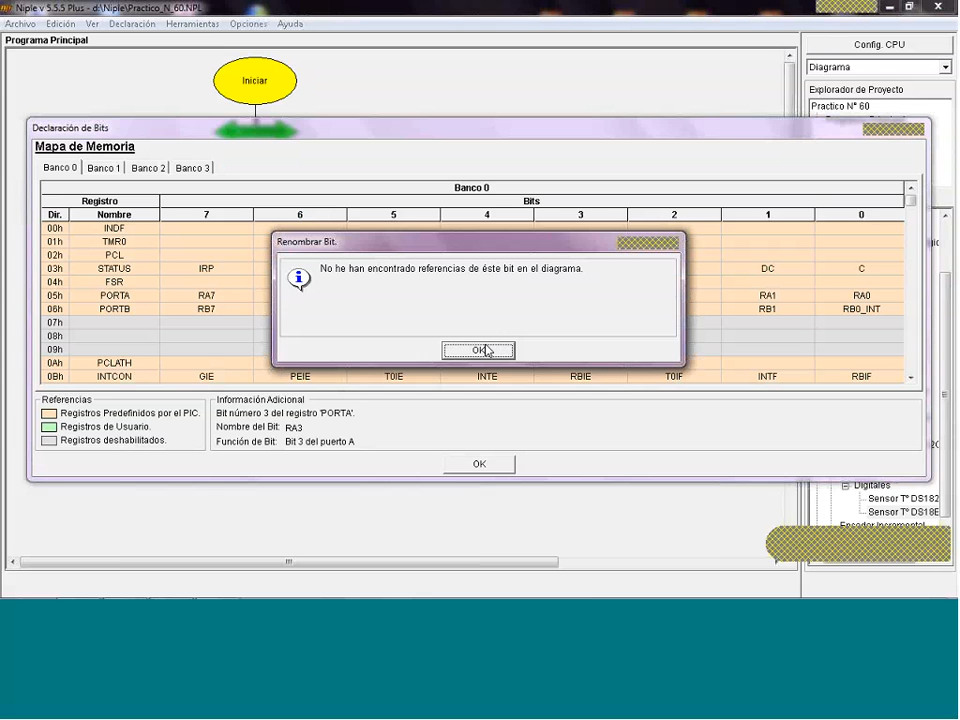 Niple v 5.5.5 Plus - d:\Niple\Practico_N_60.NPL
Archivo Edición Ver Declaración Herramientas Opciones Ayuda
Programa Principal
Iniciar
Config. CPU
Diagrama
Explorador de Proyecto
Practico N° 60
Declaración de Bits
Mapa de Memoria
Banco 0 Banco 1 Banco 2 Banco 3
Banco 0
Registro Bits
Dir. Nombre 7 6 5 4 3 2 1 0
00h INDF
01h TMR0
02h PCL
03h STATUS IRP DC C
04h FSR
05h PORTA RA7 RA1 RA0
06h PORTB RB7 RB1 RB0_INT
07h
08h
09h
0Ah PCLATH
0Bh INTCON GIE PEIE T0IE INTE RBIE T0IF INTF RBIF
Renombrar Bit.
No he han encontrado referencias de éste bit en el diagrama.
OK
Referencias
Registros Predefinidos por el PIC.
Registros de Usuario.
Registros deshabilitados.
Información Adicional
Bit número 3 del registro 'PORTA'.
Nombre del Bit: RA3
Función de Bit: Bit 3 del puerto A
OK
Digitales
Sensor T° DS182
Sensor T° DS18E
Encoder Incremental